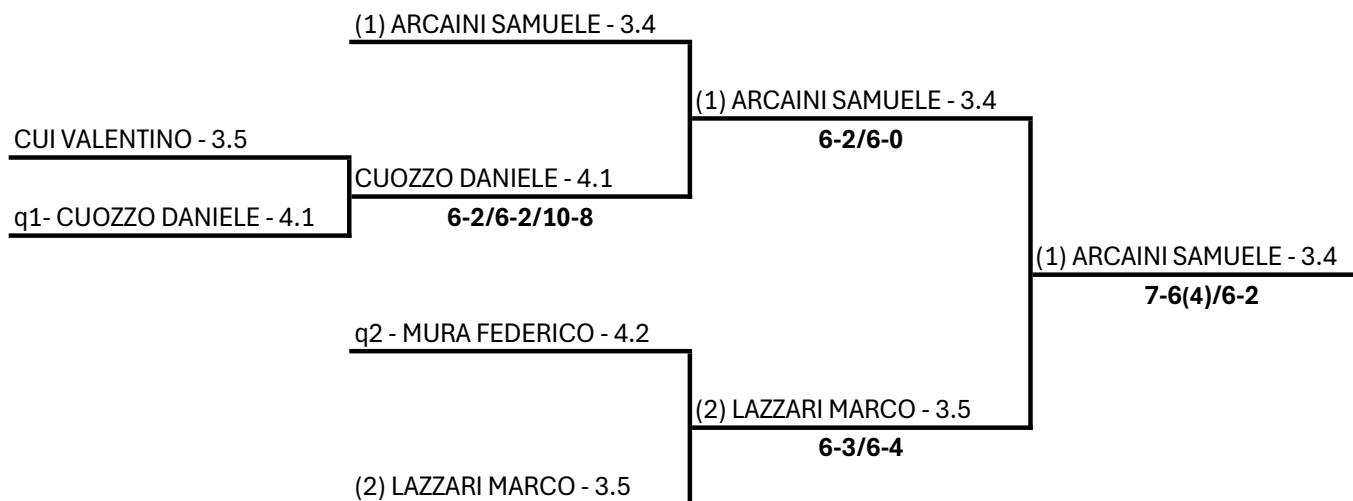 (1) ARCAINI SAMUELE - 3.4
(1) ARCAINI SAMUELE - 3.4
6-2/6-0
CUI VALENTINO - 3.5
CUOZZO DANIELE - 4.1
6-2/6-2/10-8
q1- CUOZZO DANIELE - 4.1
(1) ARCAINI SAMUELE - 3.4
7-6(4)/6-2
q2 - MURA FEDERICO - 4.2
(2) LAZZARI MARCO - 3.5
6-3/6-4
(2) LAZZARI MARCO - 3.5